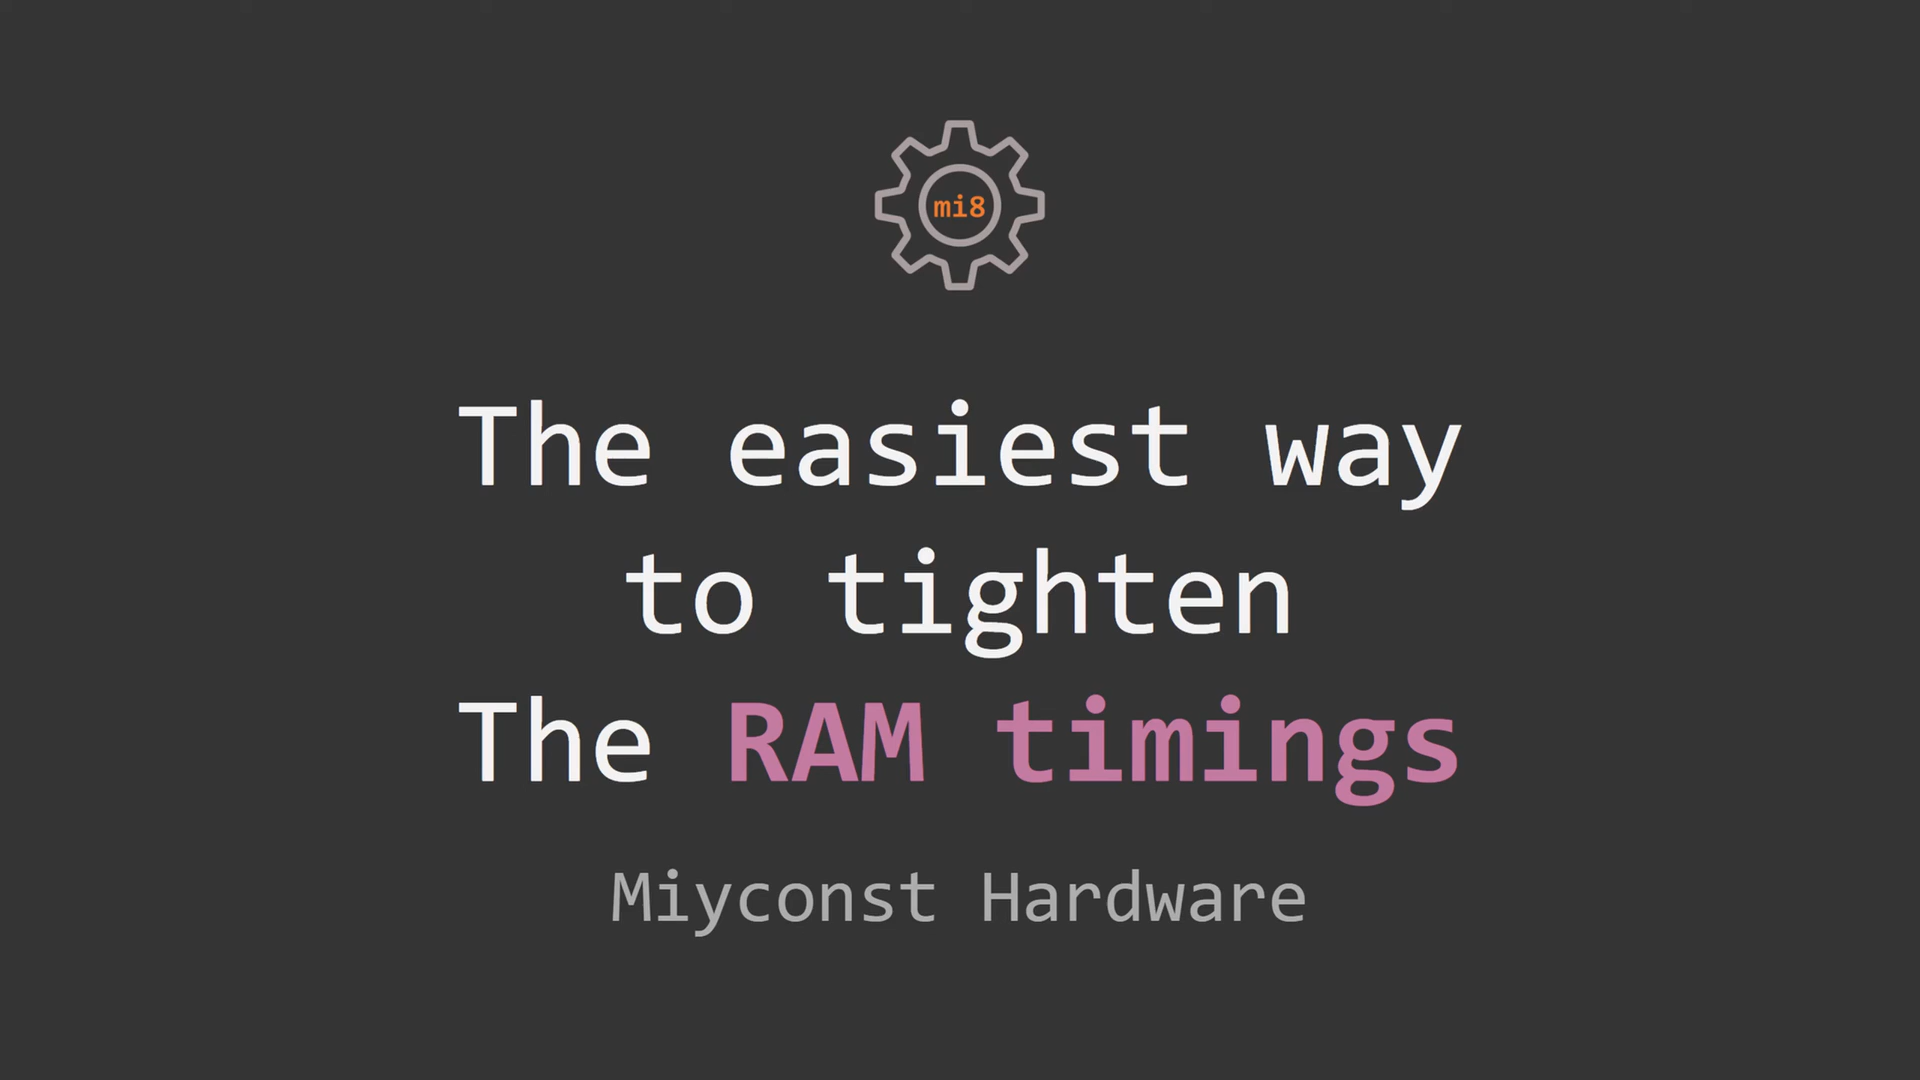 mi8
The easiest way
to tighten
The RAM timings
Miyconst Hardware